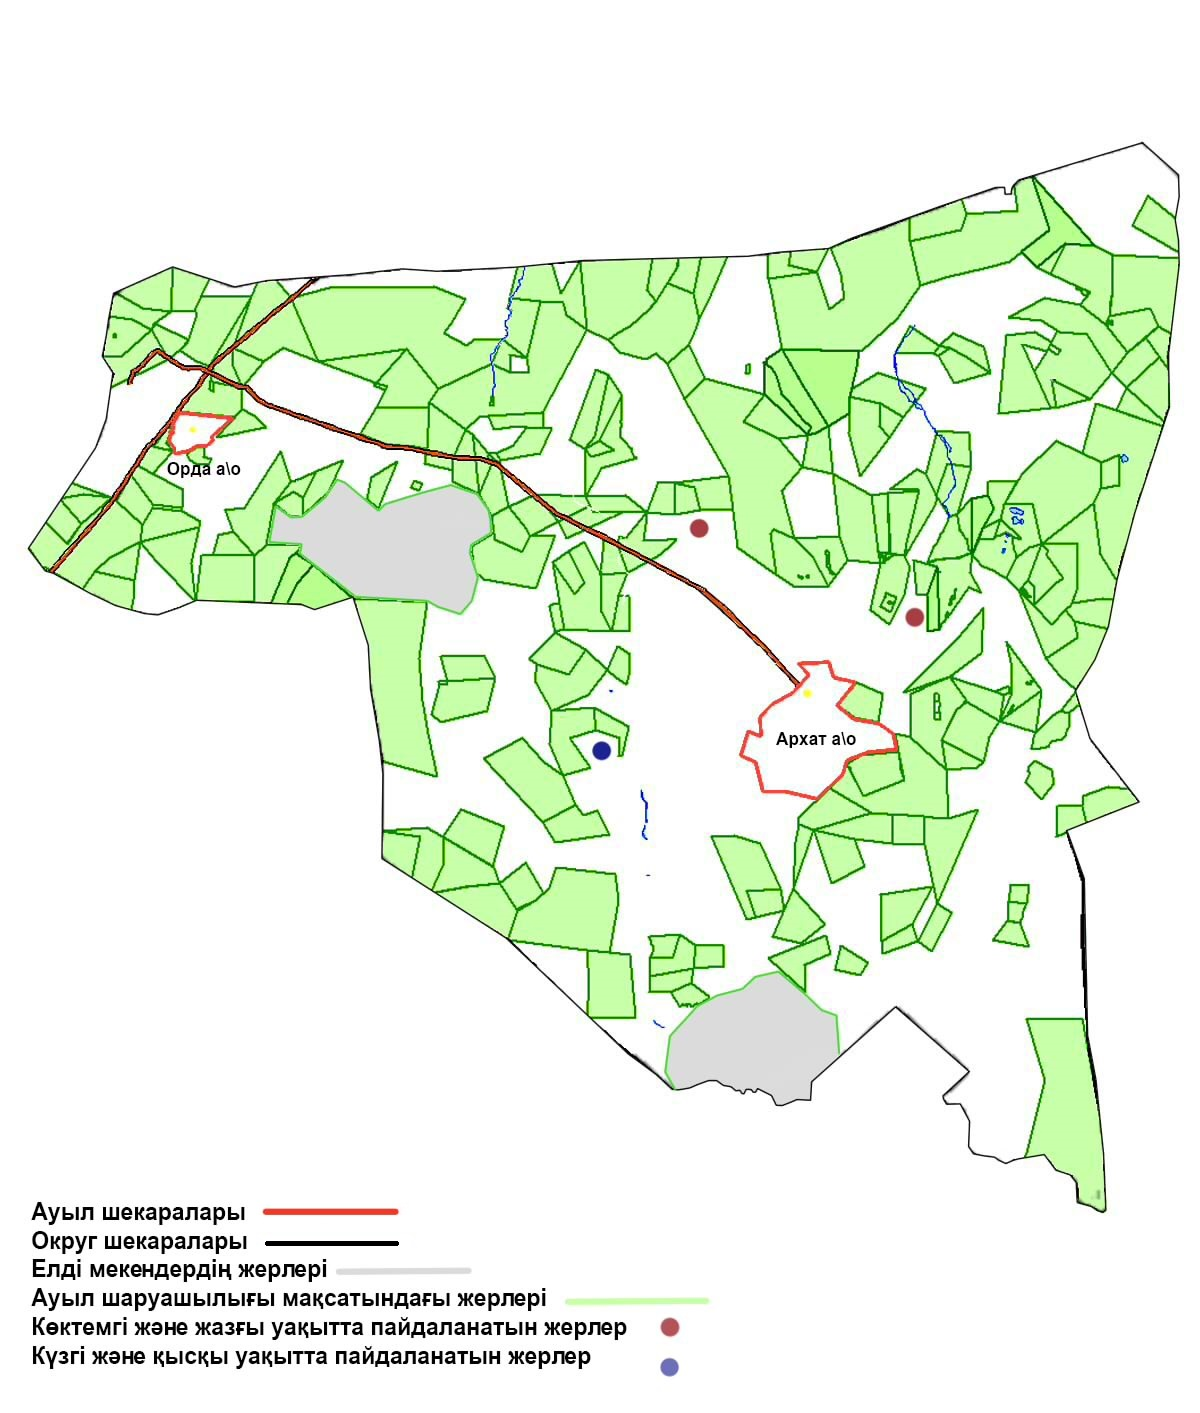 Орда а\о
Архат а\о
Ауыл шекаралары
Округ шекаралары
Елді мекендердің жерлері
Ауыл шаруашылығы мақсатындағы жерлері
Көктемгі және жазғы уақытта пайдаланатын жерлер
Күзгі және қысқы уақытта пайдаланатын жерлер